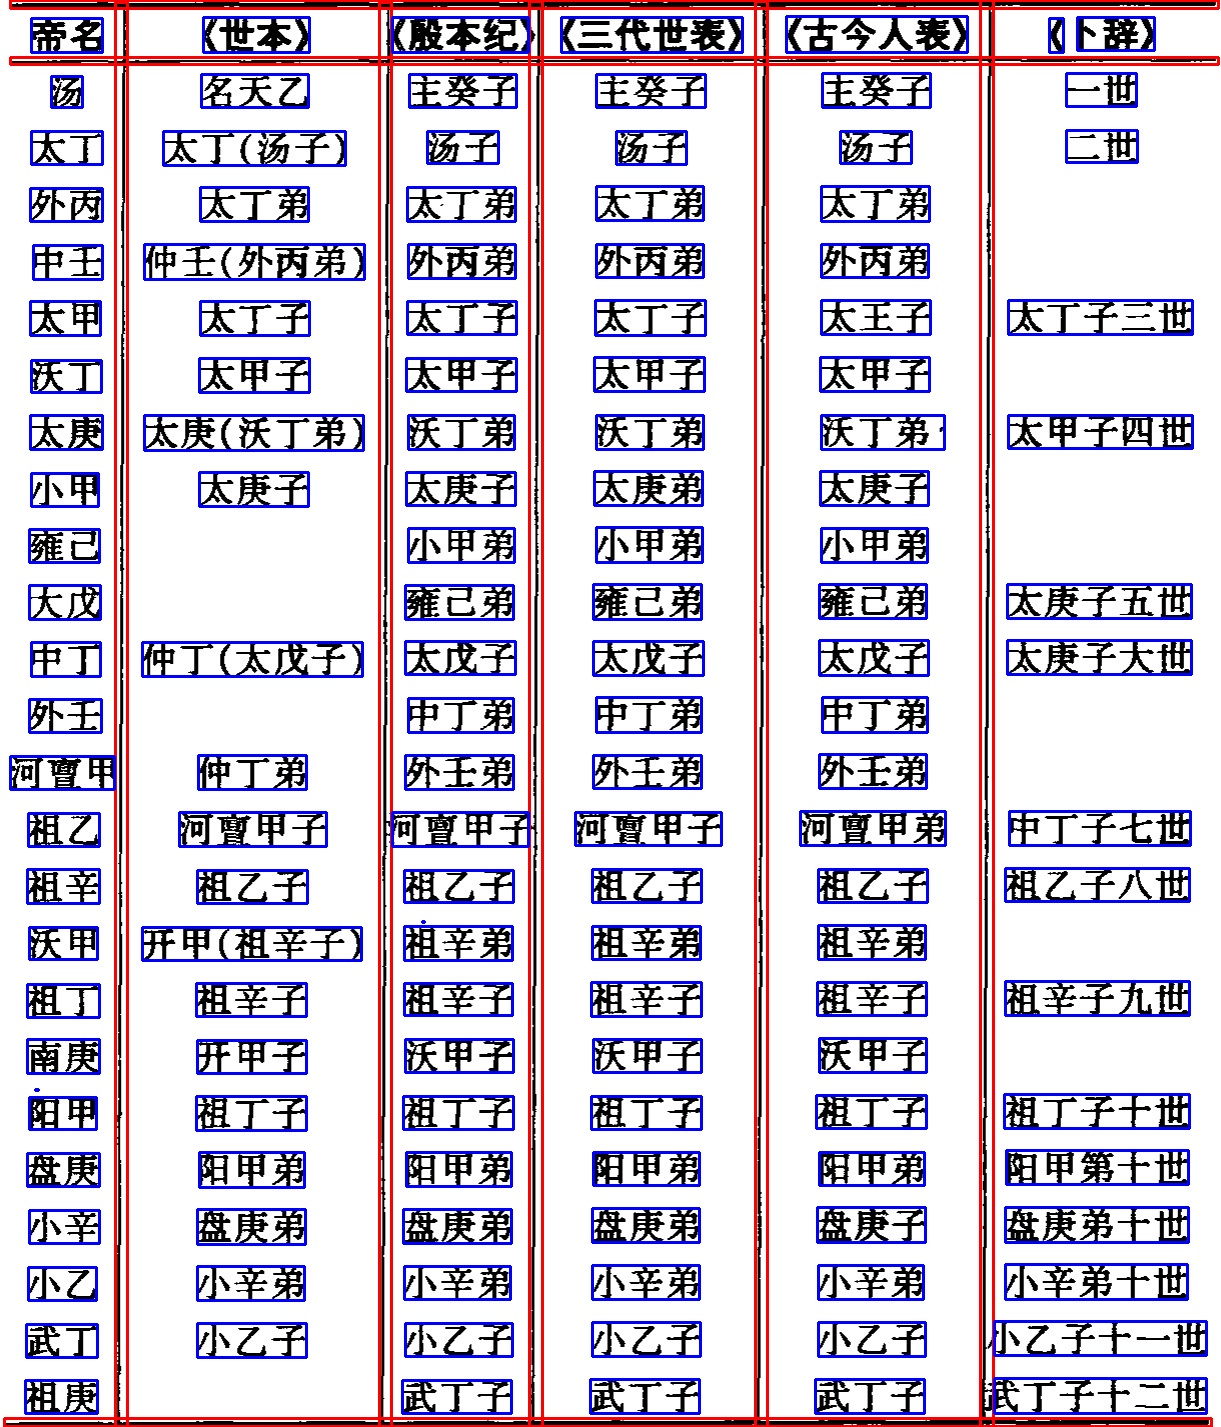 帝名 《世本》 《殷本纪》 《三代世表》 《古今人表》 《卜辞》
汤 名天乙 主癸子 主癸子 主癸子 一世
太丁 太丁(汤子) 汤子 汤子 汤子 二世
外丙 太丁弟 太丁弟 太丁弟 太丁弟
中壬 仲壬(外丙弟) 外丙弟 外丙弟 外丙弟
太甲 太丁子 太丁子 太丁子 太王子 太丁子三世
沃丁 太甲子 太甲子 太甲子 太甲子
太庚 太庚(沃丁弟) 沃丁弟 沃丁弟 沃丁弟 太甲子四世
小甲 太庚子 太庚子 太庚弟 太庚子
雍己 小甲弟 小甲弟 小甲弟
大戊 雍己弟 雍己弟 雍己弟 太庚子五世
中丁 仲丁(太戊子) 太戊子 太戊子 太戊子 太庚子大世
外壬 中丁弟 中丁弟 中丁弟
河亶甲 仲丁弟 外壬弟 外壬弟 外壬弟
祖乙 河亶甲子 河亶甲子 河亶甲子 河亶甲弟 中丁子七世
祖辛 祖乙子 祖乙子 祖乙子 祖乙子 祖乙子八世
沃甲 开甲(祖辛子) 祖辛弟 祖辛弟 祖辛弟
祖丁 祖辛子 祖辛子 祖辛子 祖辛子 祖辛子九世
南庚 开甲子 沃甲子 沃甲子 沃甲子
阳甲 祖丁子 祖丁子 祖丁子 祖丁子 祖丁子十世
盘庚 阳甲弟 阳甲弟 阳甲弟 阳甲弟 阳甲第十世
小辛 盘庚弟 盘庚弟 盘庚弟 盘庚子 盘庚弟十世
小乙 小辛弟 小辛弟 小辛弟 小辛弟 小辛弟十世
武丁 小乙子 小乙子 小乙子 小乙子 小乙子十一世
祖庚 武丁子 武丁子 武丁子 武丁子十二世